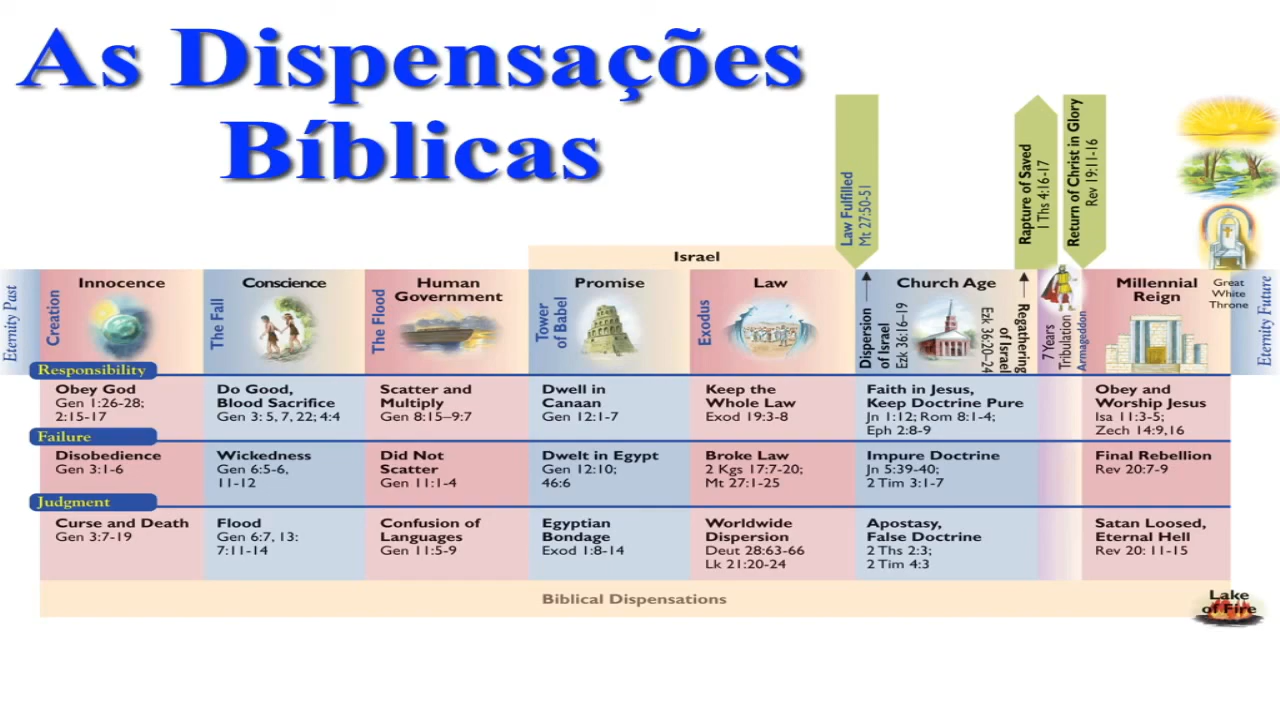 As Dispensações
Bíblicas
Law Fulfilled
Mt 27:50-51
Rapture of Saved
I Ths 4:16-17
Return of Christ in Glory
Rev 19:11-16
Israel
Eternity Past
Creation
Innocence
The Fall
Conscience
The Flood
Human
Government
Tower
of Babel
Promise
Exodus
Law
Dispersion
of Israel
Ezk 36:16–19
Church Age
Ezk 36:20–24
Regathering
of Israel
7 Years
Tribulation
Armageddon
Millennial
Reign
Great
White
Throne
Eternity Future
Responsibility
Obey God
Gen 1:26-28;
2:15-17
Do Good,
Blood Sacrifice
Gen 3: 5, 7, 22; 4:4
Scatter and
Multiply
Gen 8:15–9:7
Dwell in
Canaan
Gen 12:1-7
Keep the
Whole Law
Exod 19:3-8
Faith in Jesus,
Keep Doctrine Pure
Jn 1:12; Rom 8:1-4;
Eph 2:8-9
Obey and
Worship Jesus
Isa 11:3-5;
Zech 14:9,16
Failure
Disobedience
Gen 3:1-6
Wickedness
Gen 6:5-6,
11-12
Did Not
Scatter
Gen 11:1-4
Dwelt in Egypt
Gen 12:10;
46:6
Broke Law
2 Kgs 17:7-20;
Mt 27:1-25
Impure Doctrine
Jn 5:39-40;
2 Tim 3:1-7
Final Rebellion
Rev 20:7-9
Judgment
Curse and Death
Gen 3:7-19
Flood
Gen 6:7, 13:
7:11-14
Confusion of
Languages
Gen 11:5-9
Egyptian
Bondage
Exod 1:8-14
Worldwide
Dispersion
Deut 28:63-66
Lk 21:20-24
Apostasy,
False Doctrine
2 Ths 2:3;
2 Tim 4:3
Satan Loosed,
Eternal Hell
Rev 20: 11-15
Biblical Dispensations
Lake
of Fire